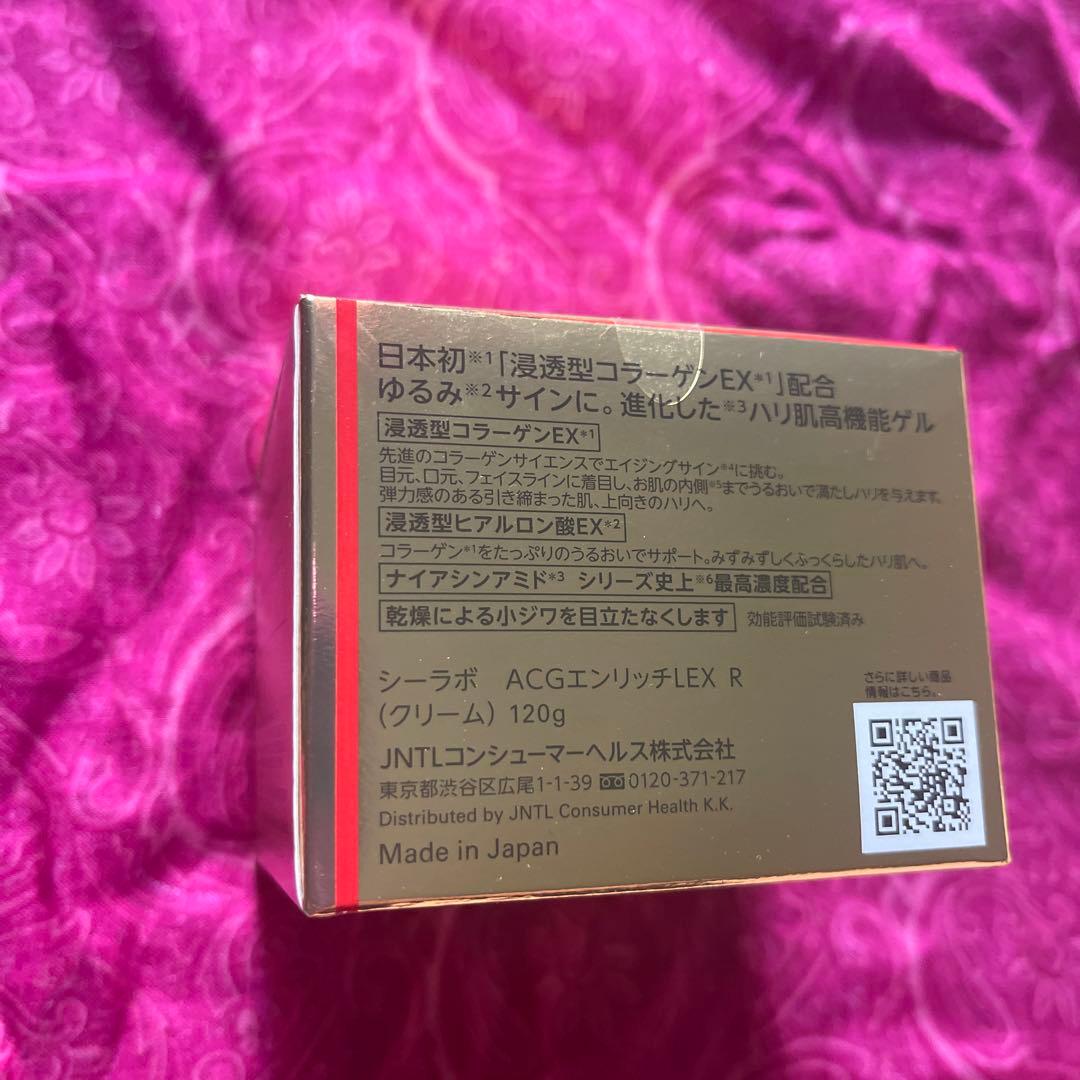 日本初※1「浸透型コラーゲンEX*1」配合
ゆるみ※2サインに。進化した※3ハリ肌高機能ゲル
浸透型コラーゲンEX*1
先進のコラーゲンサイエンスでエイジングサイン※4に挑む。
目元、口元、フェイスラインに着目し、お肌の内側※5までうるおいで満たしハリを与えます。
弾力感のある引き締まった肌、上向きのハリへ。
浸透型ヒアルロン酸EX*2
コラーゲン*1をたっぷりのうるおいでサポート。みずみずしくふっくらしたハリ肌へ。
ナイアシンアミド*3 シリーズ史上※6最高濃度配合
乾燥による小ジワを目立たなくします 効能評価試験済み
シーラボ ACGエンリッチLEX R
(クリーム) 120g
JNTLコンシューマーヘルス株式会社
東京都渋谷区広尾1-1-39 0120-371-217
Distributed by JNTL Consumer Health K.K.
Made in Japan
さらに詳しい商品
情報はこちら。